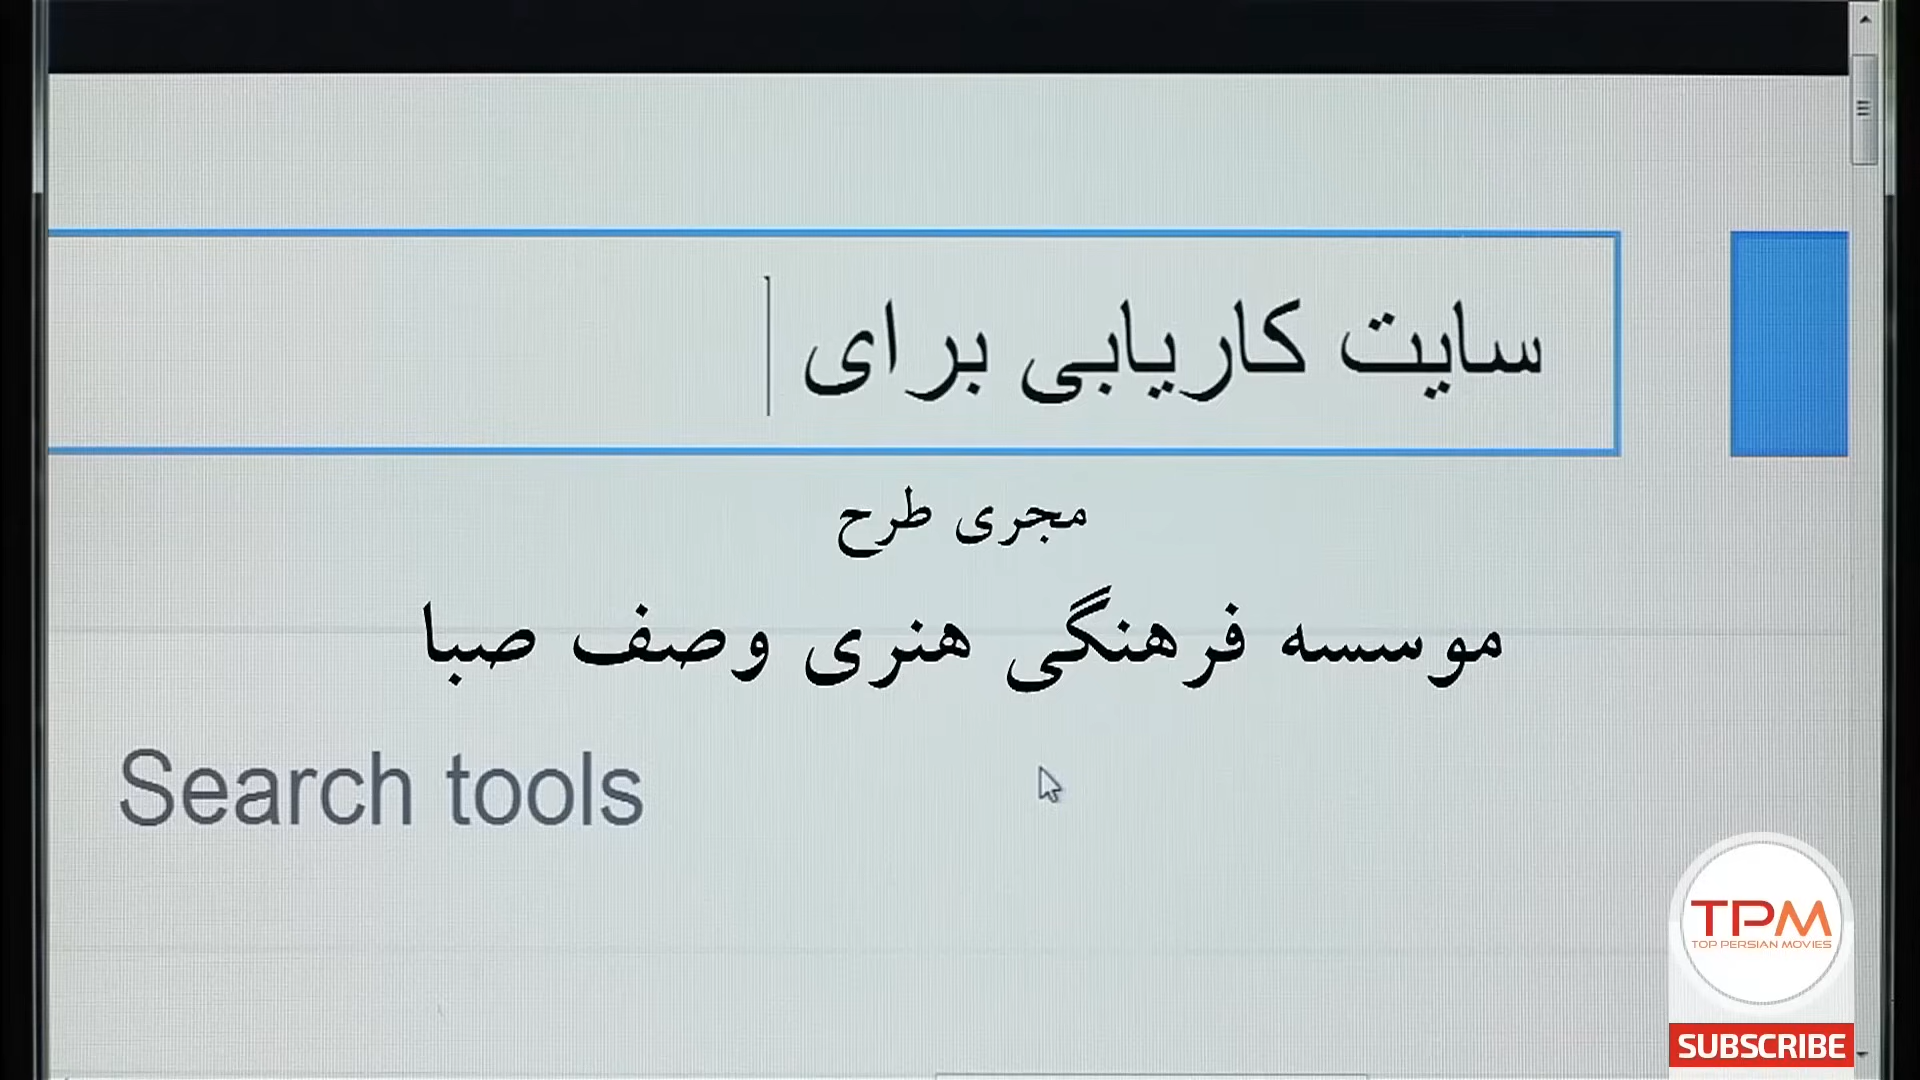 سایت کاریابی برای
مجری طرح
موسسه فرهنگی هنری وصف صبا
Search tools
TPM
TOP PERSIAN MOVIES
SUBSCRIBE